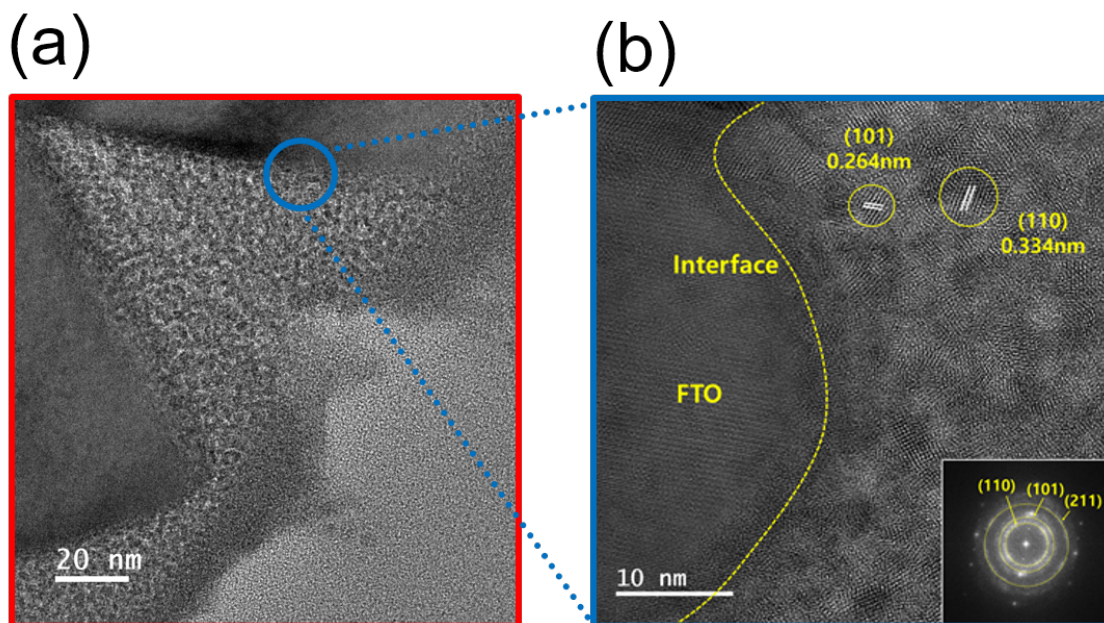 (a)
(b)
(101)
0.264nm
(110)
0.334nm
Interface
FTO
20 nm
10 nm
(110) (101) (211)